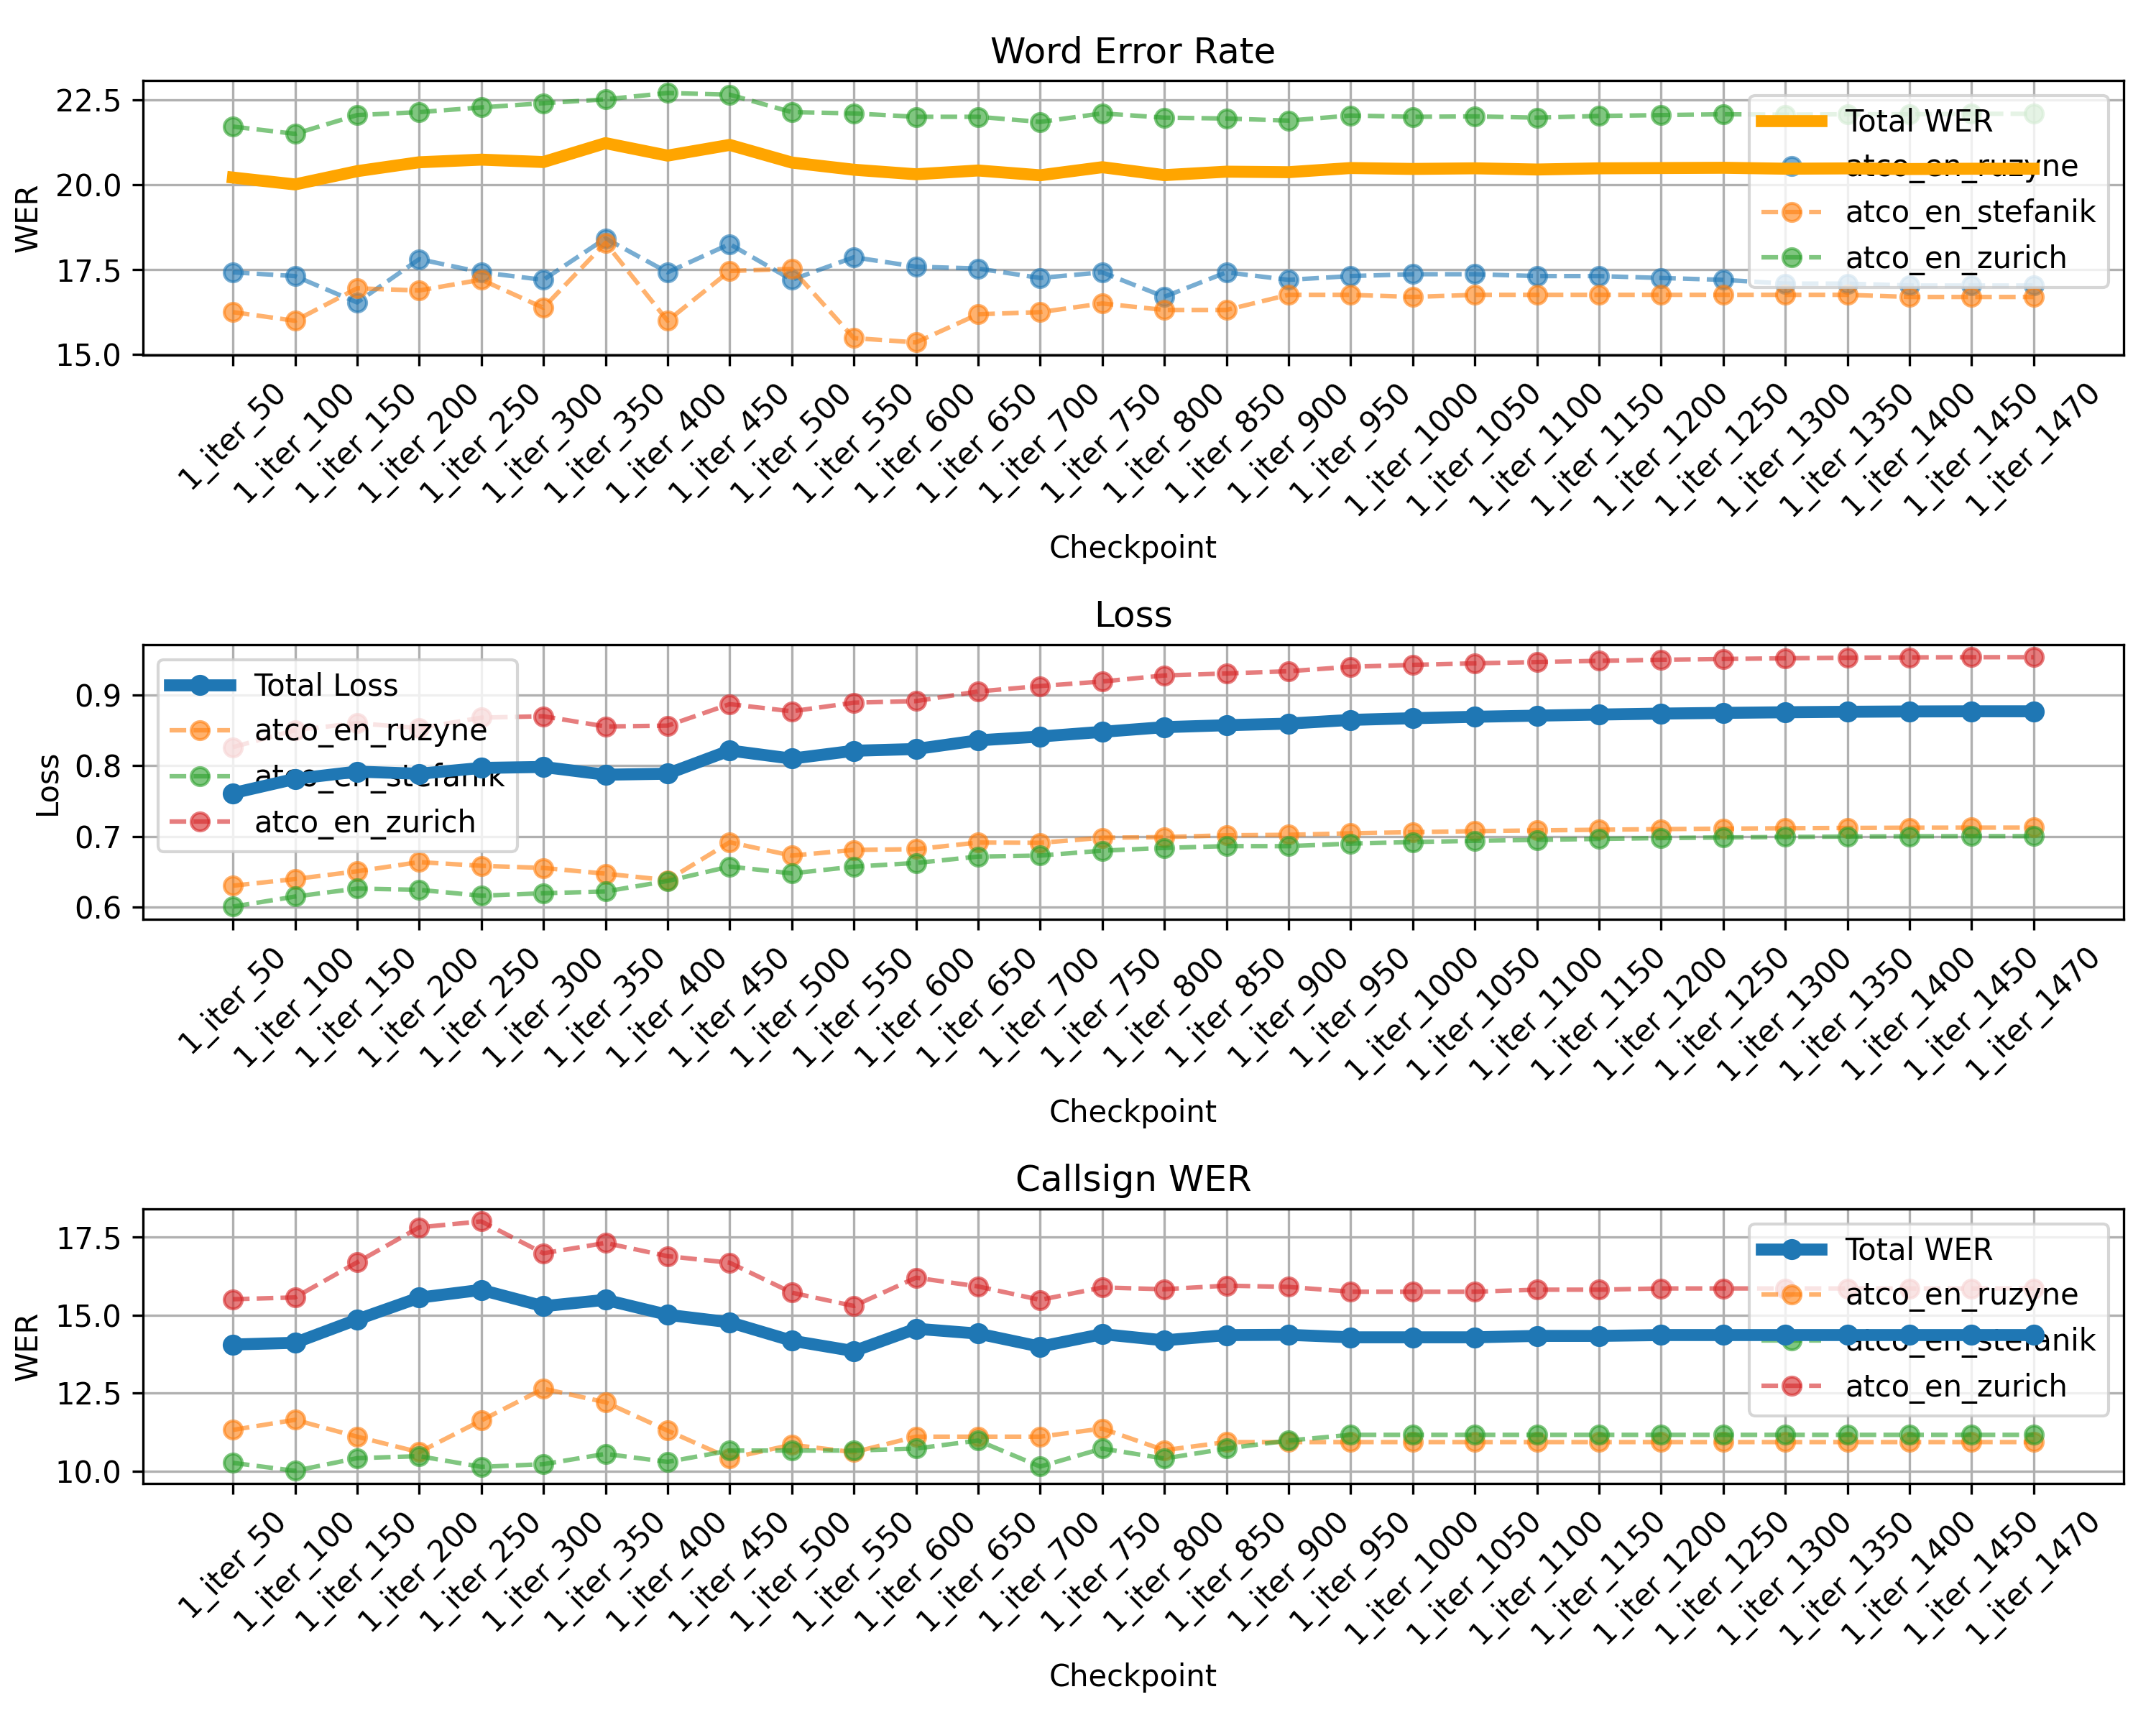 Word Error Rate
WER
22.5
20.0
17.5
15.0
Total WER
atco_en_ruzyne
atco_en_stefanik
atco_en_zurich
1_iter_50
1_iter_100
1_iter_150
1_iter_200
1_iter_250
1_iter_300
1_iter_350
1_iter_400
1_iter_450
1_iter_500
1_iter_550
1_iter_600
1_iter_650
1_iter_700
1_iter_750
1_iter_800
1_iter_850
1_iter_900
1_iter_950
1_iter_1000
1_iter_1050
1_iter_1100
1_iter_1150
1_iter_1200
1_iter_1250
1_iter_1300
1_iter_1350
1_iter_1400
1_iter_1450
1_iter_1470
Checkpoint
Loss
Loss
0.9
0.8
0.7
0.6
Total Loss
atco_en_ruzyne
atco_en_stefanik
atco_en_zurich
1_iter_50
1_iter_100
1_iter_150
1_iter_200
1_iter_250
1_iter_300
1_iter_350
1_iter_400
1_iter_450
1_iter_500
1_iter_550
1_iter_600
1_iter_650
1_iter_700
1_iter_750
1_iter_800
1_iter_850
1_iter_900
1_iter_950
1_iter_1000
1_iter_1050
1_iter_1100
1_iter_1150
1_iter_1200
1_iter_1250
1_iter_1300
1_iter_1350
1_iter_1400
1_iter_1450
1_iter_1470
Checkpoint
Callsign WER
WER
17.5
15.0
12.5
10.0
Total WER
atco_en_ruzyne
atco_en_stefanik
atco_en_zurich
1_iter_50
1_iter_100
1_iter_150
1_iter_200
1_iter_250
1_iter_300
1_iter_350
1_iter_400
1_iter_450
1_iter_500
1_iter_550
1_iter_600
1_iter_650
1_iter_700
1_iter_750
1_iter_800
1_iter_850
1_iter_900
1_iter_950
1_iter_1000
1_iter_1050
1_iter_1100
1_iter_1150
1_iter_1200
1_iter_1250
1_iter_1300
1_iter_1350
1_iter_1400
1_iter_1450
1_iter_1470
Checkpoint